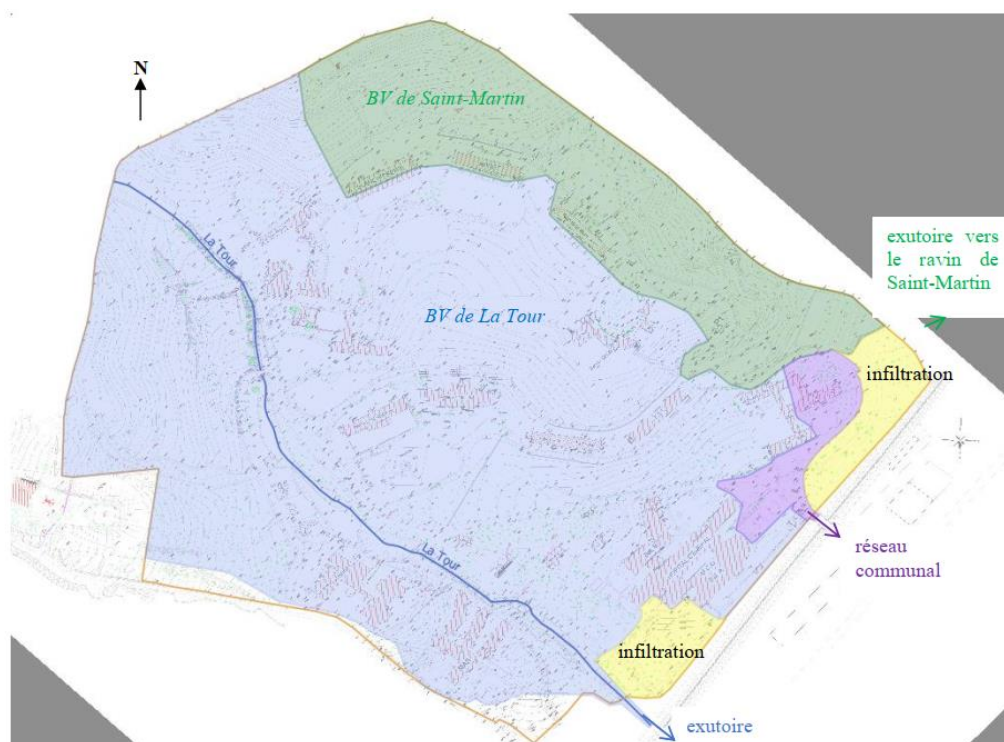 N
BV de Saint-Martin
exutoire vers
le ravin de
Saint-Martin
La Tour
BV de La Tour
infiltration
réseau
communal
La Tour
infiltration
exutoire